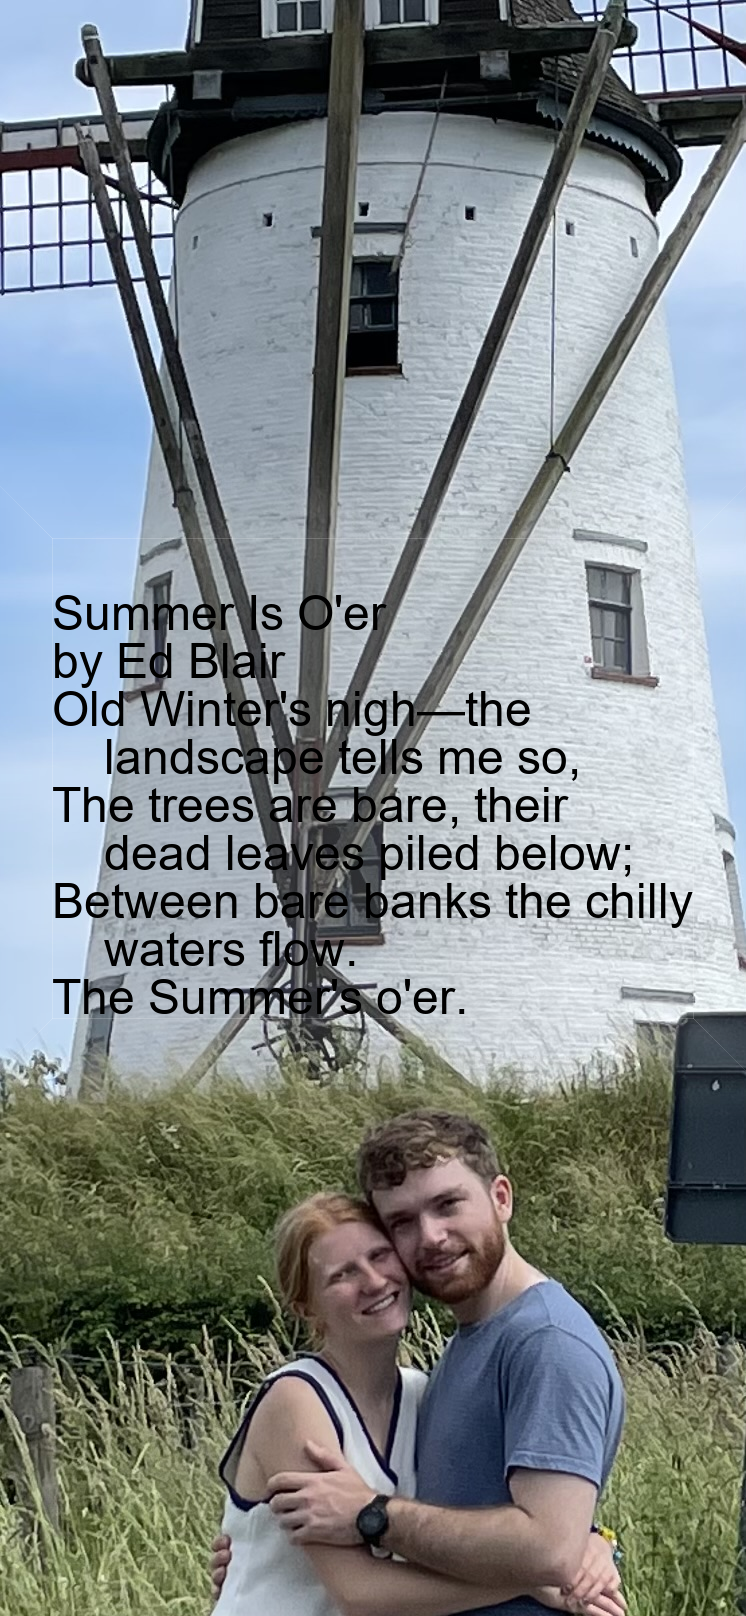 Summer Is O'er
by Ed Blair
Old Winter's nigh—the
landscape tells me so,
The trees are bare, their
dead leaves piled below;
Between bare banks the chilly
waters flow.
The Summer's o'er.